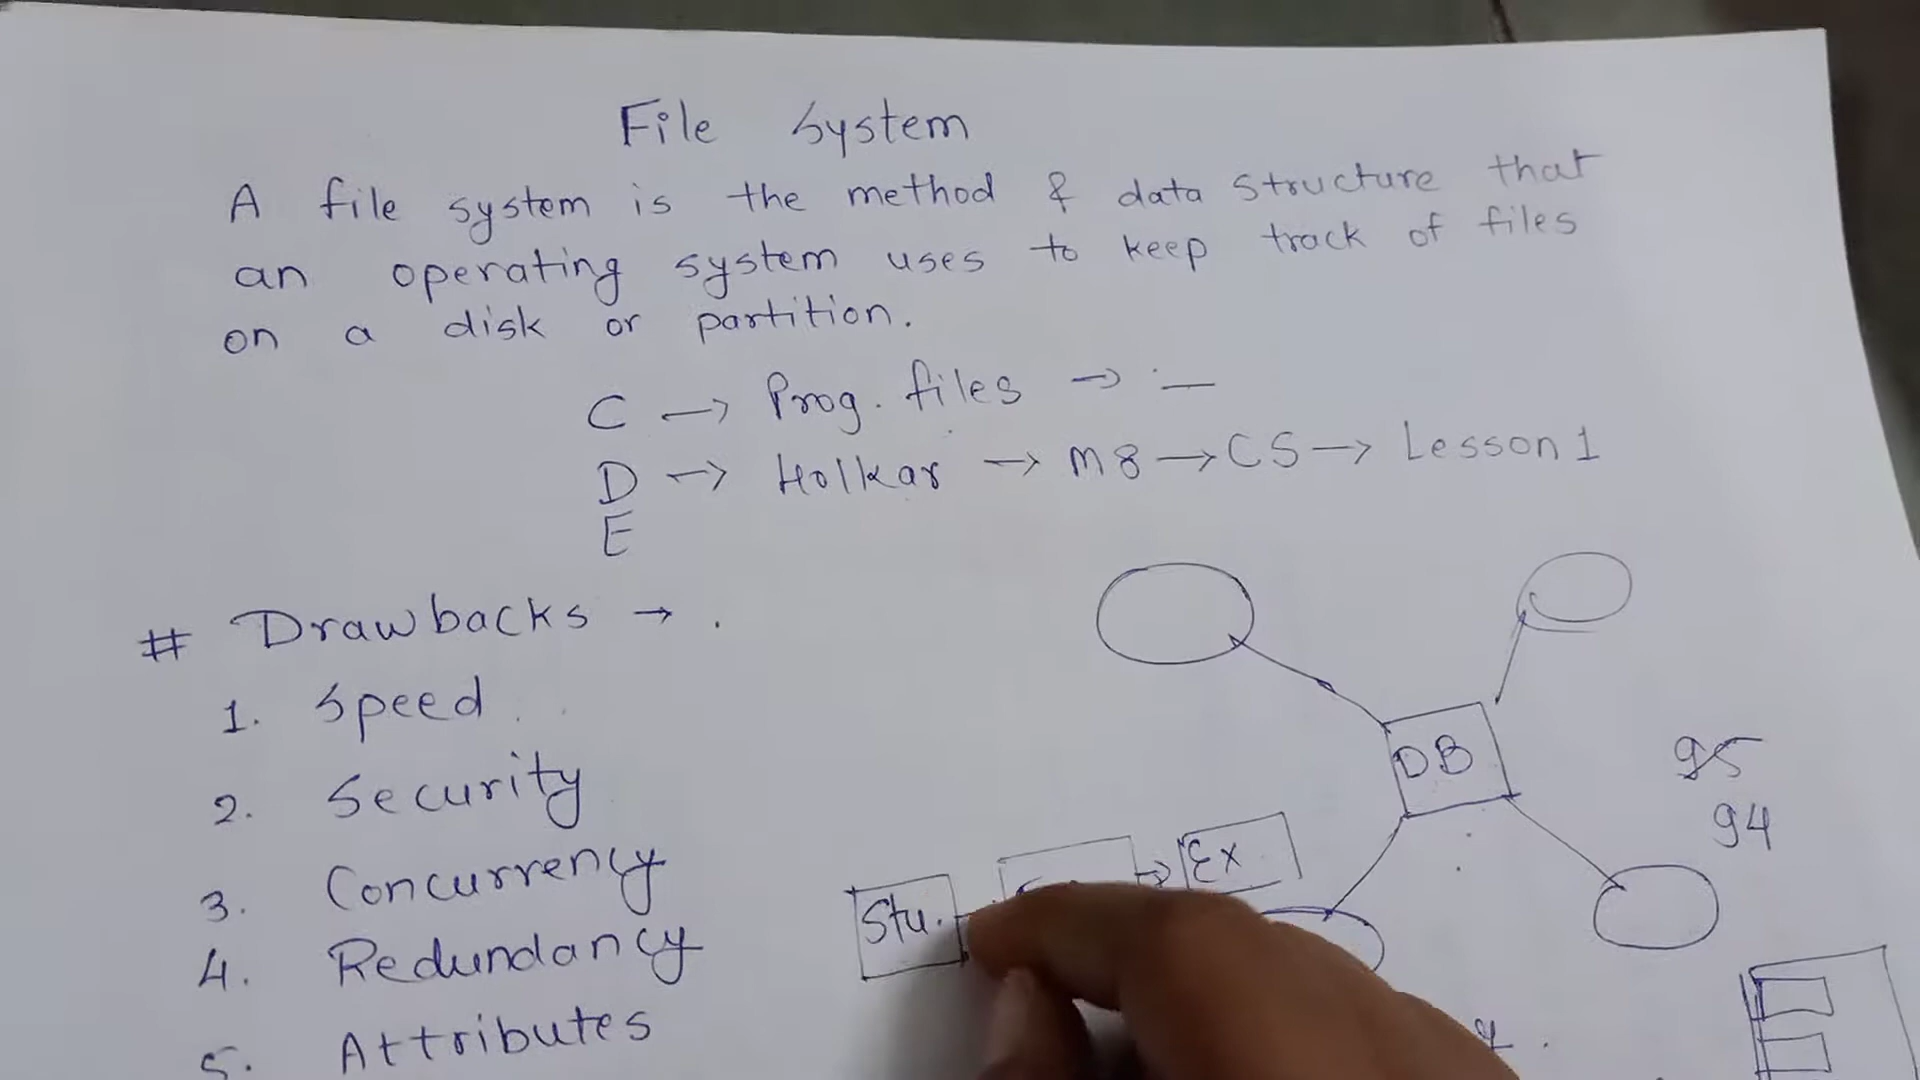 File System
A file system is the method & data structure that
an operating system uses to keep track of files
on a disk or partition.
C → Prog. files → —
D → Holkar → M8 → CS → Lesson 1
E
# Drawbacks →
1. Speed
2. Security
3. Concurrency
4. Redundancy
5. Attributes
DB
95
94
Stu.
Ex